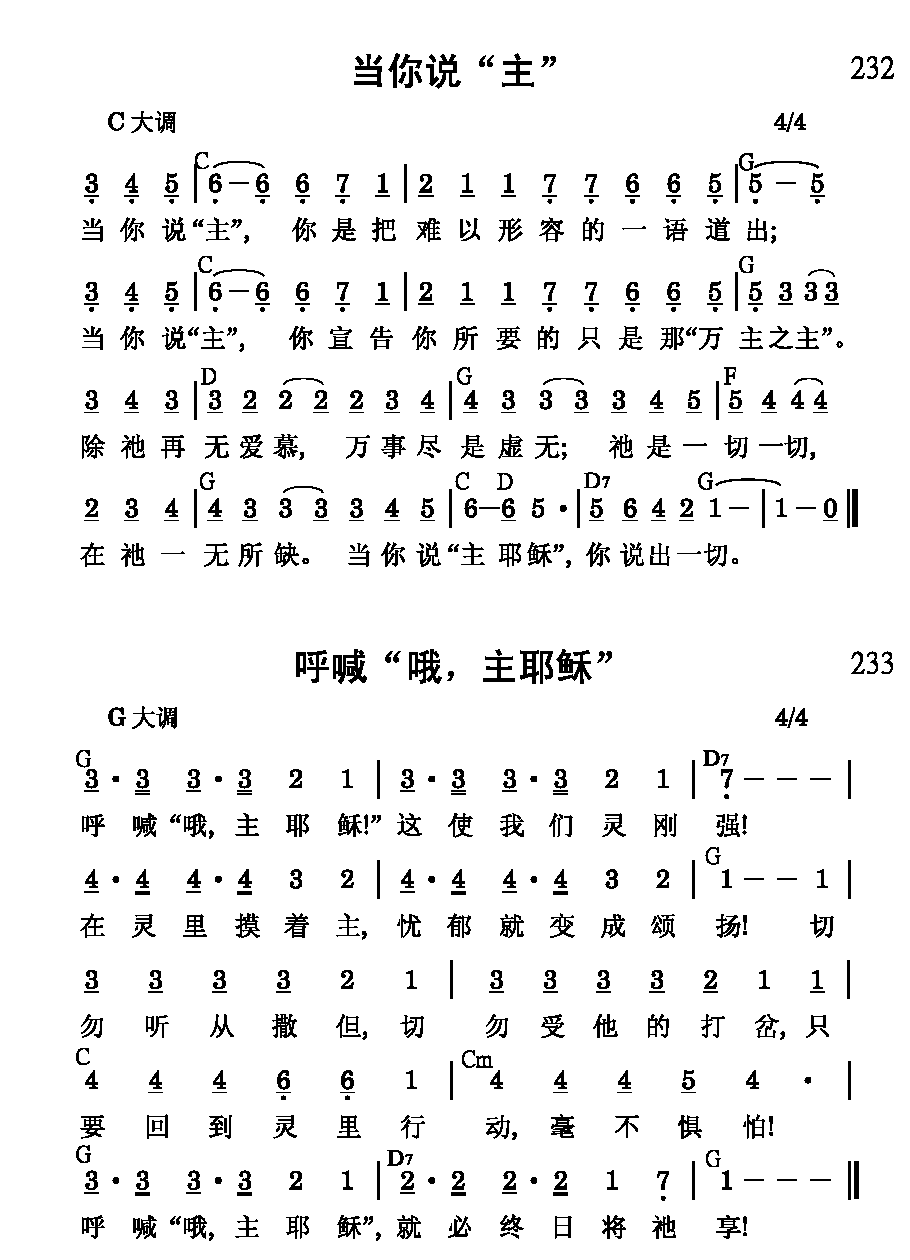 当你说“主” 232
C 大调 4/4
C G
3 4 5 | 6 – 6 6 7 1 | 2 1 1 7 7 6 6 5 | 5 – 5
当 你 说“主”, 你 是 把 难 以 形 容 的 一 语 道 出;
C G
3 4 5 | 6 – 6 6 7 1 | 2 1 1 7 7 6 6 5 | 5 3 3 3
当 你 说“主”, 你 宣 告 你 所 要 的 只 是 那“万 主之主”。
D G F
3 4 3 | 3 2 2 2 2 3 4 | 4 3 3 3 3 4 5 | 5 4 4 4
除 祂 再 无 爱 慕, 万 事 尽 是 虚 无; 祂 是 一 切 一切,
G C D D7 G
2 3 4 | 4 3 3 3 3 4 5 | 6 – 6 5 · | 5 6 4 2 1 – | 1 – 0 ||
在 祂 一 无 所 缺。 当 你 说“主 耶 稣”, 你 说 出 一 切。
呼喊“哦，主耶稣” 233
G 大调 4/4
G D7
3 · 3 3 · 3 2 1 | 3 · 3 3 · 3 2 1 | 7 – – – |
呼 喊“哦, 主 耶 稣!” 这 使 我 们 灵 刚 强!
G
4 · 4 4 · 4 3 2 | 4 · 4 4 · 4 3 2 | 1 – – 1 |
在 灵 里 摸 着 主, 忧 郁 就 变 成 颂 扬! 切
3 3 3 3 2 1 | 3 3 3 3 2 1 1 |
勿 听 从 撒 但, 切 勿 受 他 的 打 岔, 只
C Cm
4 4 4 6 6 1 | 4 4 4 5 4 · |
要 回 到 灵 里 行 动, 毫 不 惧 怕!
G D7 G
3 · 3 3 · 3 2 1 | 2 · 2 2 · 2 1 7 | 1 – – – ||
呼 喊“哦, 主 耶 稣”, 就 必 终 日 将 祂 享!